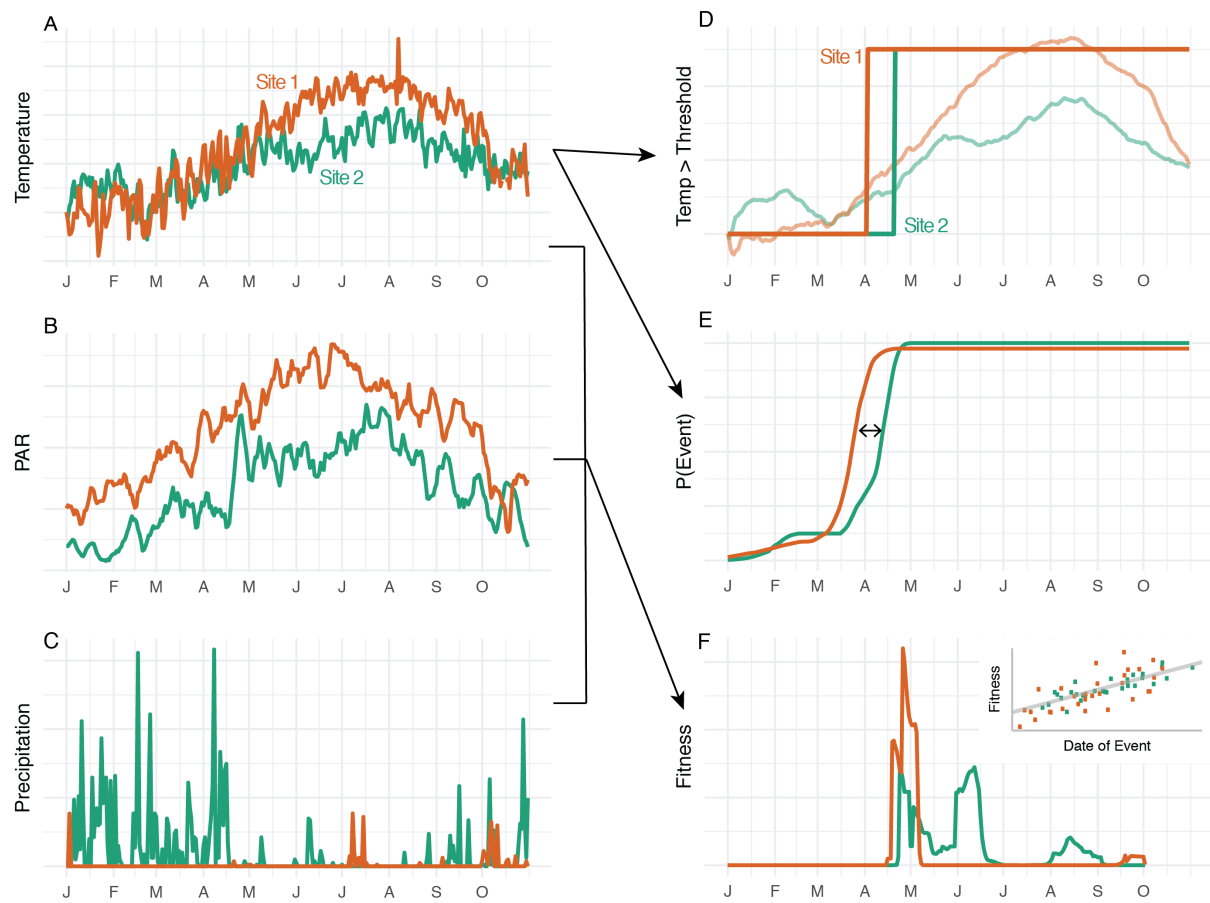 A
Temperature
Site 1
Site 2
J F M A M J J A S O
B
PAR
J F M A M J J A S O
C
Precipitation
J F M A M J J A S O
D
Temp > Threshold
Site 1
Site 2
J F M A M J J A S O
E
P(Event)
J F M A M J J A S O
F
Fitness
Fitness
Date of Event
J F M A M J J A S O